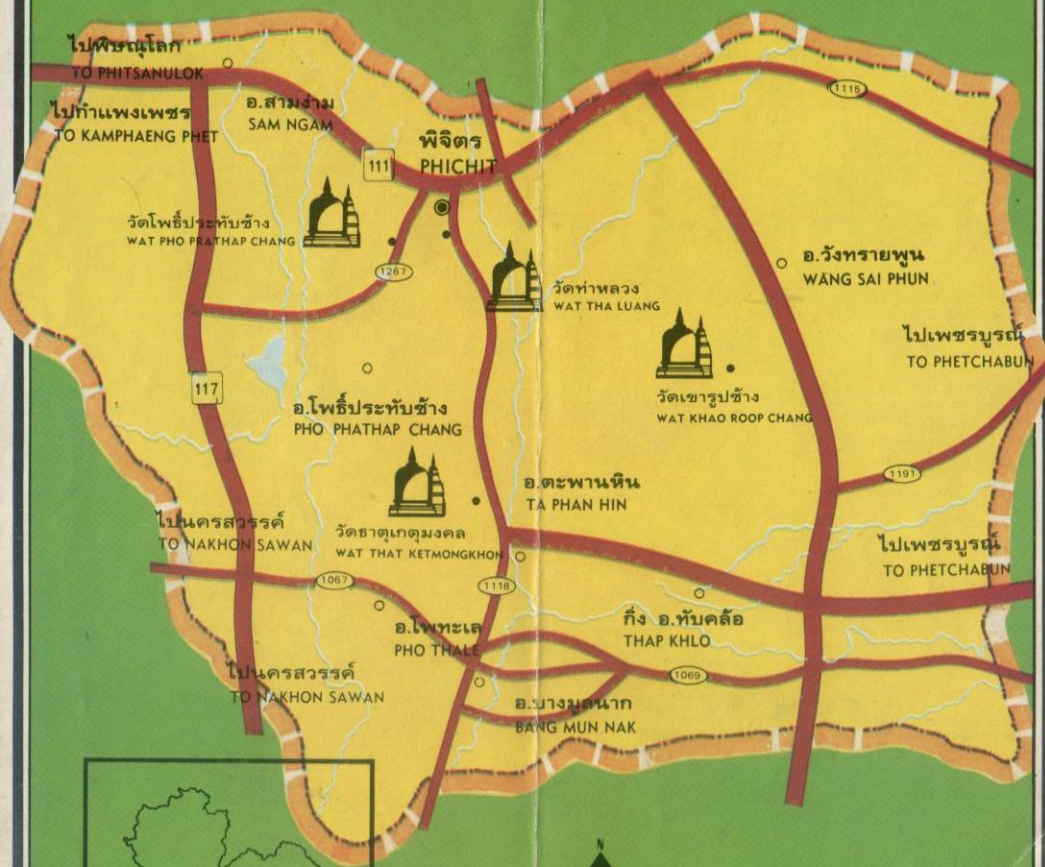 ไปพิษณุโลก
TO PHITSANULOK
ไปกำแพงเพชร
TO KAMPHAENG PHET
อ.สามง่าม
SAM NGAM
พิจิตร
PHICHIT
111
1115
วัดโพธิ์ประทับช้าง
WAT PHO PRATHAP CHANG
1267
วัดท่าหลวง
WAT THA LUANG
อ.วังทรายพูน
WANG SAI PHUN
ไปเพชรบูรณ์
TO PHETCHABUN
117
อ.โพธิ์ประทับช้าง
PHO PHATHAP CHANG
วัดเขารูปช้าง
WAT KHAO ROOP CHANG
1191
อ.ตะพานหิน
TA PHAN HIN
ไปนครสวรรค์
TO NAKHON SAWAN
วัดธาตุเกตุมงคล
WAT THAT KETMONGKHON
ไปเพชรบูรณ์
TO PHETCHABUN
1067
1118
อ.โพทะเล
PHO THALE
กิ่ง อ.ทับคล้อ
THAP KHLO
1069
ไปนครสวรรค์
TO NAKHON SAWAN
อ.บางมูลนาก
BANG MUN NAK
N